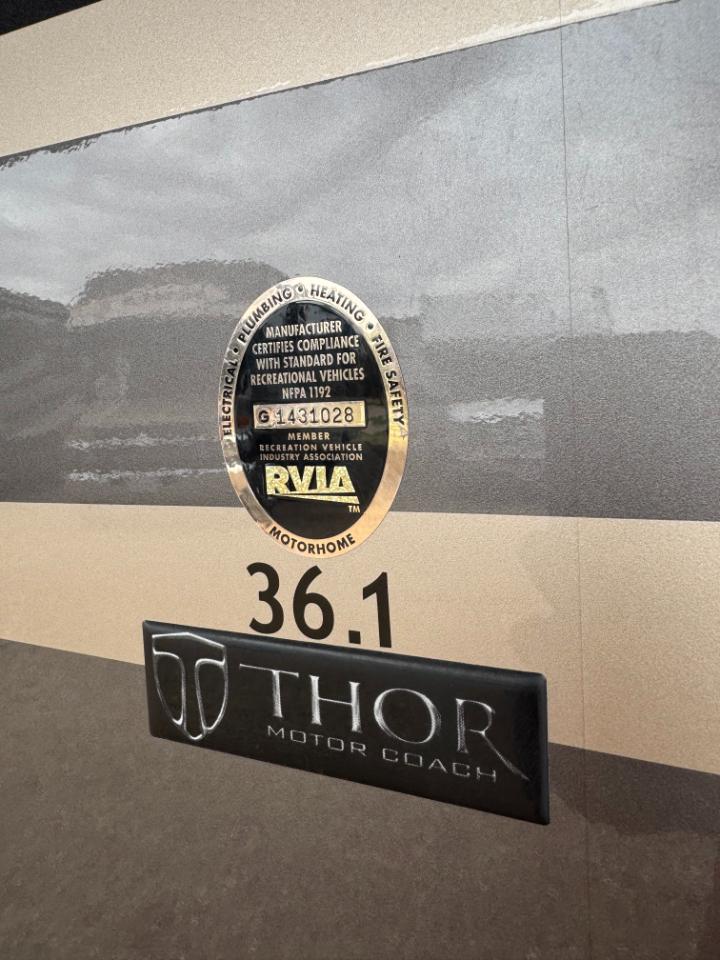 ELECTRICAL • PLUMBING • HEATING • FIRE SAFETY
MANUFACTURER
CERTIFIES COMPLIANCE
WITH STANDARD FOR
RECREATIONAL VEHICLES
NFPA 1192
G 1431028
MEMBER
RECREATION VEHICLE
INDUSTRY ASSOCIATION
RVIA
TM
MOTORHOME
36.1
THOR
MOTOR COACH